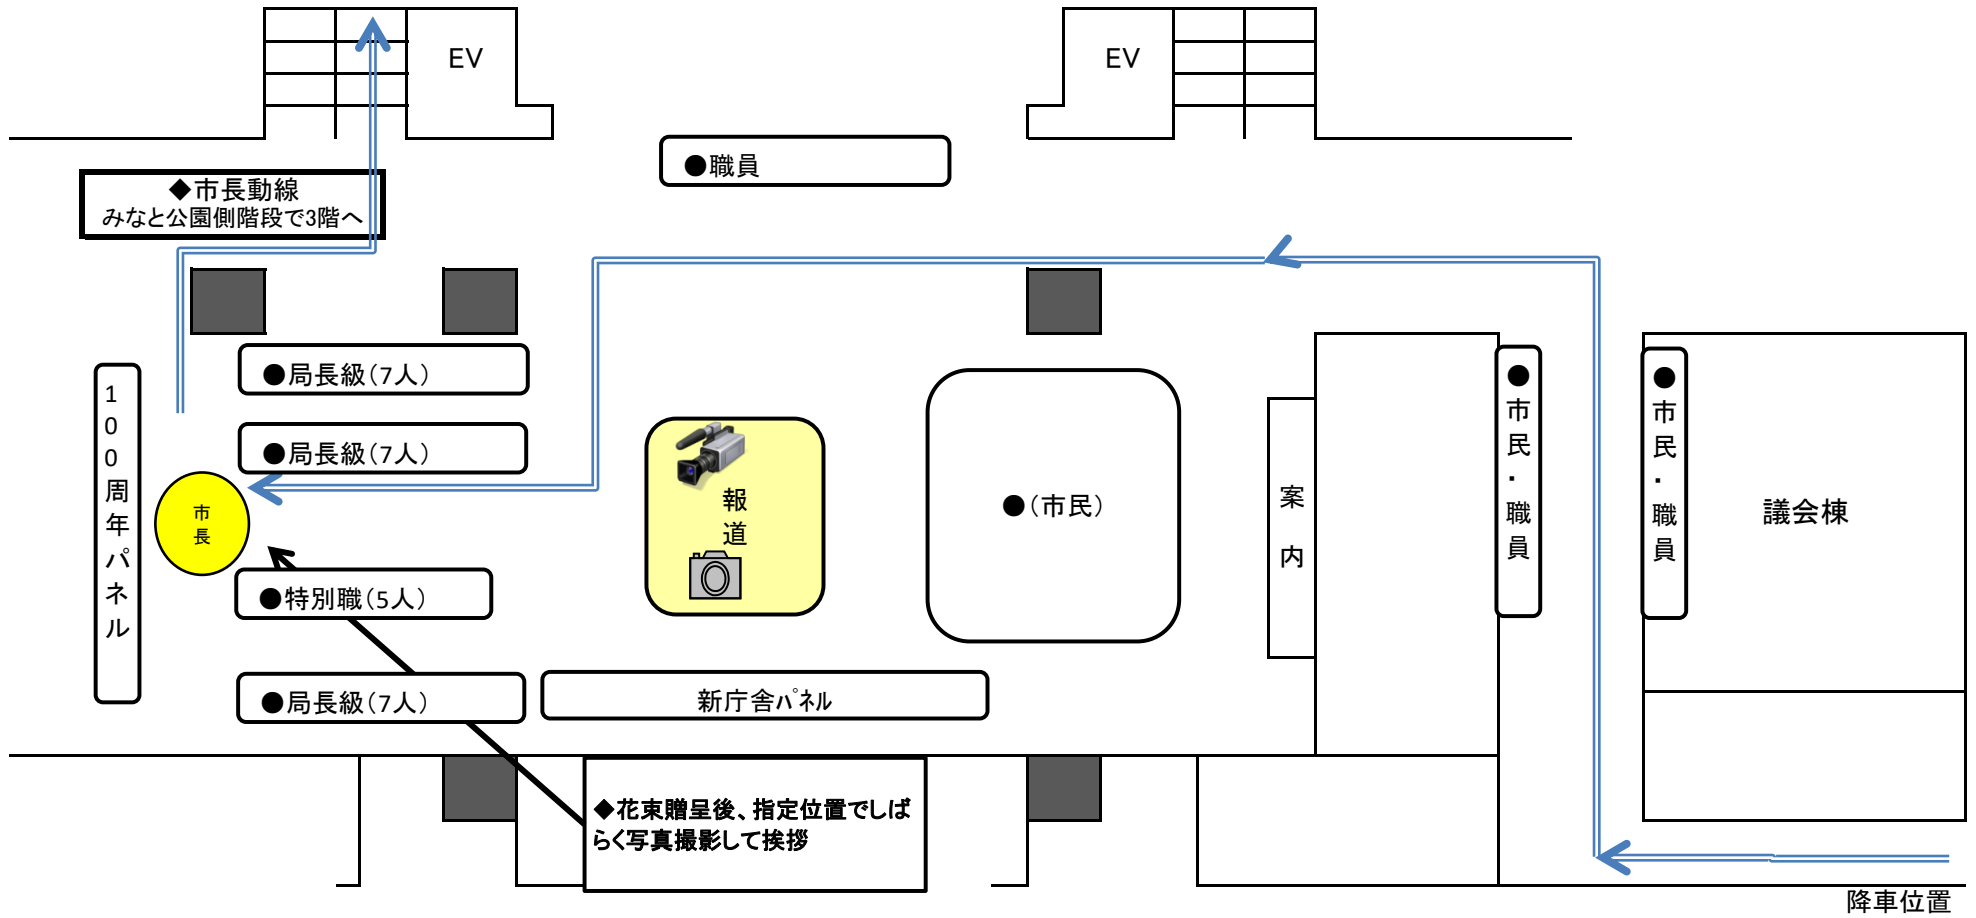 EV
EV
●職員
◆市長動線
みなと公園側階段で3階へ
●局長級(7人)
●局長級(7人)
100周年パネル
市長
●特別職(5人)
●局長級(7人)
報道
●(市民)
新庁舎パネル
案内
●市民・職員
●市民・職員
議会棟
◆花束贈呈後、指定位置でしば
らく写真撮影して挨拶
降車位置